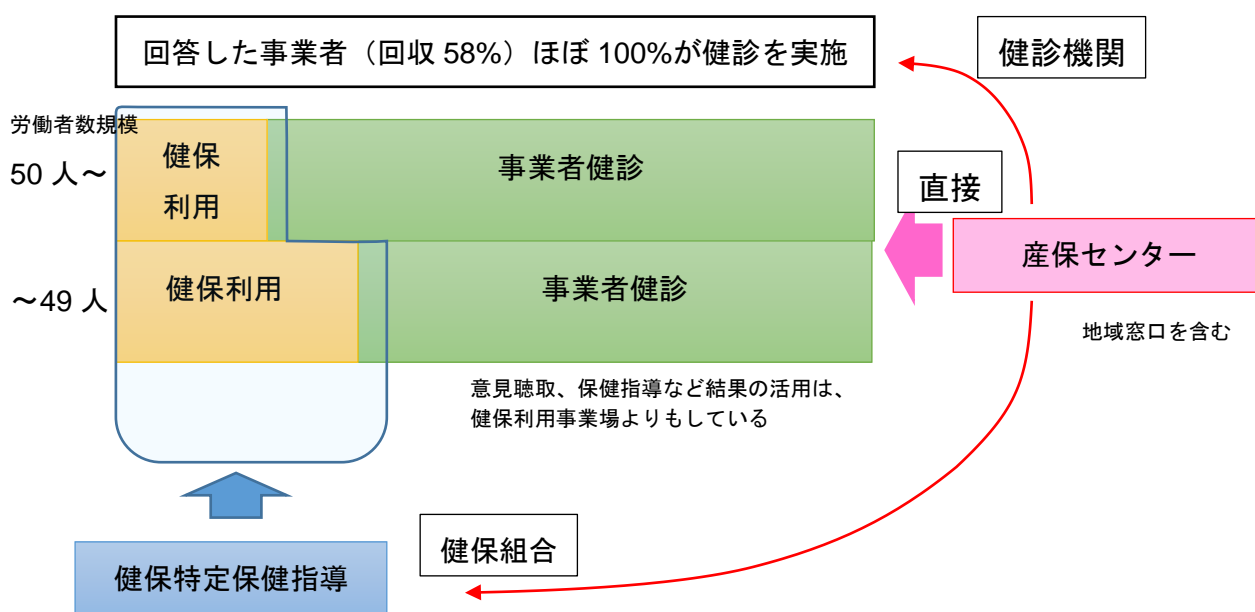 回答した事業者（回収 58%）ほぼ 100%が健診を実施
健診機関
労働者数規模
50 人～
健保
利用
事業者健診
直接
産保センター
～49 人
健保利用
事業者健診
地域窓口を含む
意見聴取、保健指導など結果の活用は、
健保利用事業場よりもしている
健保組合
健保特定保健指導